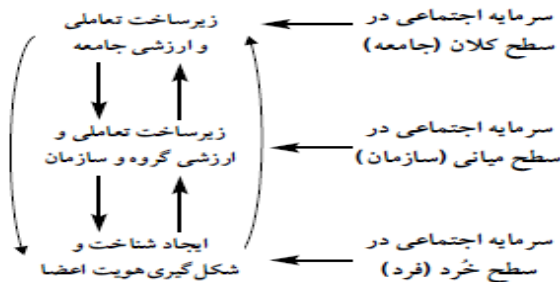 سرمایه اجتماعی در
سطح کلان (جامعه)
زیرساخت تعاملی
و ارزشی جامعه
سرمایه اجتماعی در
سطح میانی (سازمان)
زیرساخت تعاملی و
ارزشی گروه و سازمان
سرمایه اجتماعی در
سطح خُرد (فرد)
ایجاد شناخت و
شکل‌گیری هویت اعضا